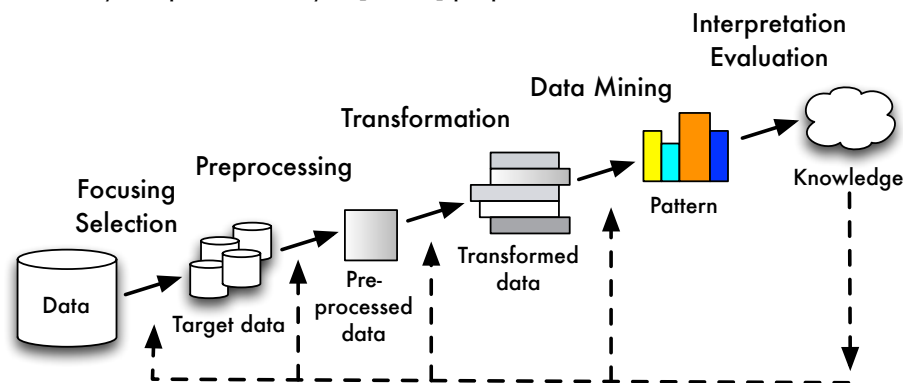 Interpretation
Evaluation
Data Mining
Transformation
Preprocessing
Focusing
Selection
Knowledge
Pattern
Transformed
data
Pre-
processed
data
Target data
Data